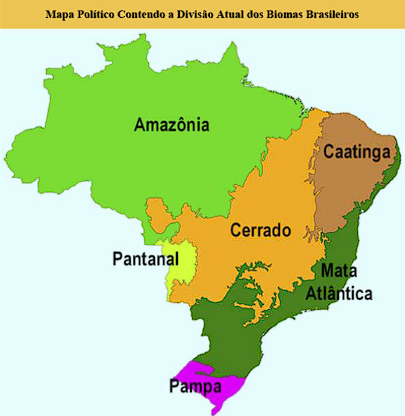 Mapa Político Contendo a Divisão Atual dos Biomas Brasileiros
Amazônia
Caatinga
Cerrado
Pantanal
Mata
Atlântica
Pampa